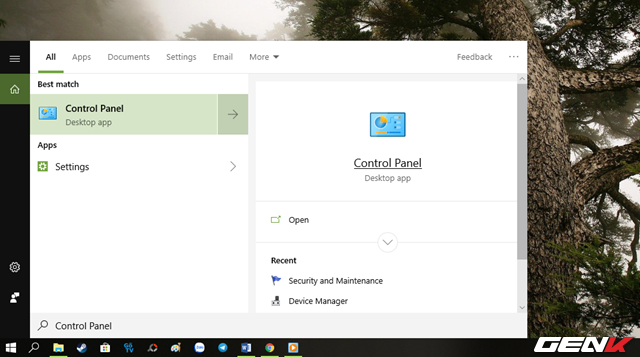 All Apps Documents Settings Email More Feedback ...
Best match
Control Panel
Desktop app
Apps
Settings
Control Panel
Desktop app
Open
Recent
Security and Maintenance
Device Manager
Control Panel
GENK